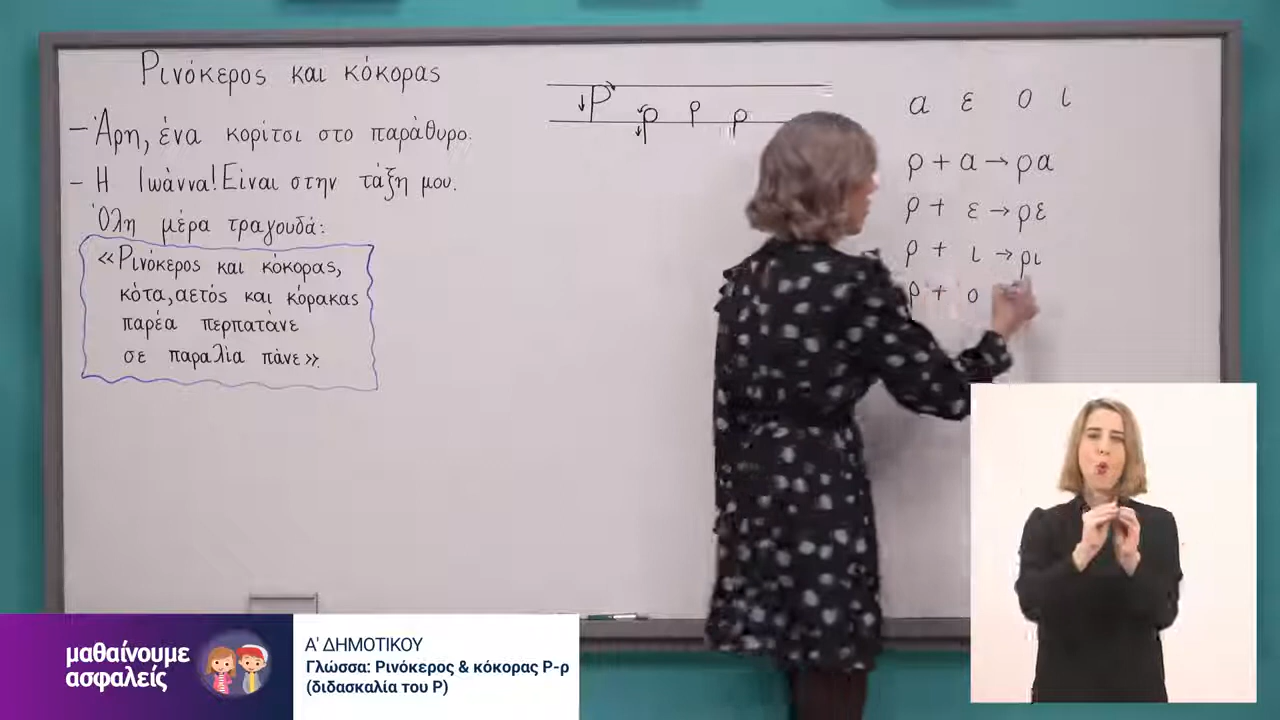 Ρινόκερος και κόκορας
– Άρη, ένα κορίτσι στο παράθυρο.
– Η Ιωάννα! Είναι στην τάξη μου.
Όλη μέρα τραγουδά:
«Ρινόκερος και κόκορας,
κότα, αετός και κόρακας
παρέα περπατάνε
σε παραλία πάνε».
Ρ ρ ρ ρ
α ε ο ι
ρ + α → ρα
ρ + ε → ρε
ρ + ι → ρι
ρ + ο
μαθαίνουμε
ασφαλείς
Α' ΔΗΜΟΤΙΚΟΥ
Γλώσσα: Ρινόκερος & κόκορας Ρ-ρ
(διδασκαλία του Ρ)